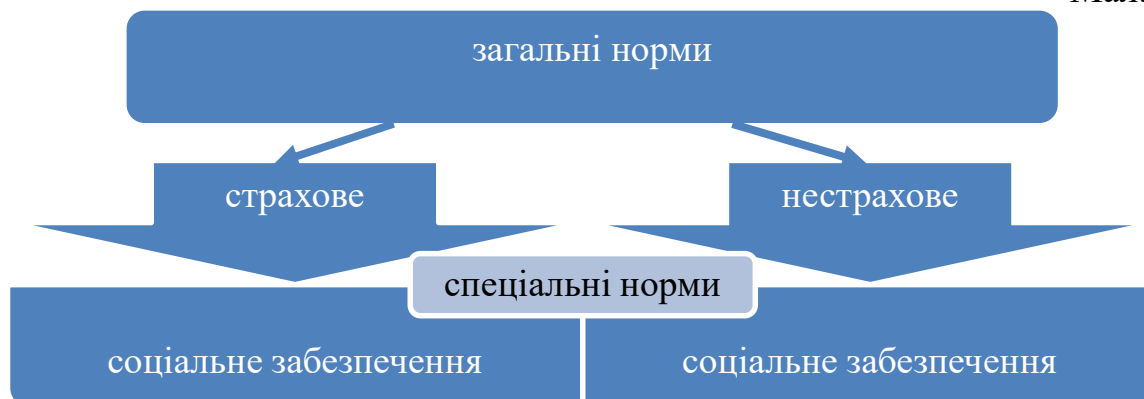 загальні норми
страхове
нестрахове
спеціальні норми
соціальне забезпечення
соціальне забезпечення